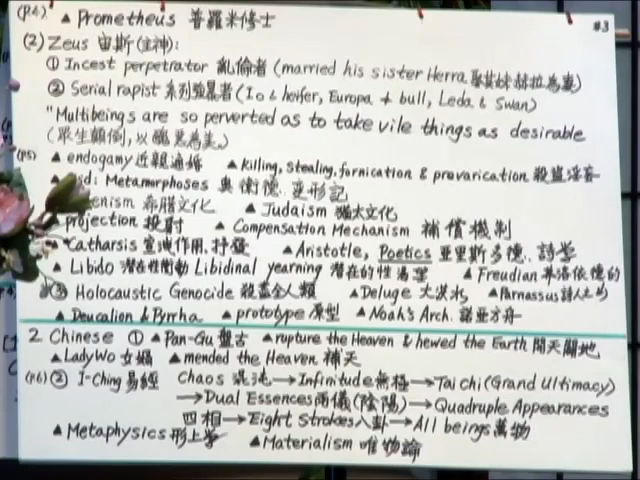 (P.4) ▲ Prometheus 普羅米修士 #3
(2) Zeus 宙斯(主神):
① Incest perpetrator 亂倫者 (married his sister Herra 娶其妹赫拉為妻)
② Serial rapist 系列強暴者 (Io & heifer, Europa & bull, Leda & Swan)
"Multibeings are so perverted as to take vile things as desirable
(眾生顛倒,以醜惡為美。)
(P5) ▲ endogamy 近親通婚 ▲ killing, stealing, fornication & prevarication 殺盜淫妄
Metamorphoses 奧衛德 變形記
enism 希腊文化 ▲ Judaism 猶太文化
projection 投射 ▲ Compensation Mechanism 補償機制
Catharsis 宣洩作用, 抒發 ▲ Aristotle, Poetics 亞里斯多德, 詩學
▲ Libido 潛在性衝動 Libidinal yearning 潛在的性渴望 ▲ Freudian 弗洛依德的
③ Holocaustic Genocide 殺盡全人類 ▲ Deluge 大洪水 ▲ Parnassus 詩人之山
▲ Deucalion & Pyrrha ▲ prototype 原型 ▲ Noah's Arch. 諾亞方舟
2 Chinese ① ▲ Pan-Gu 盤古 ▲ rupture the Heaven & hewed the Earth 開天闢地
▲ Lady Wo 女媧 ▲ mended the Heaven 補天
(P6) ② I-Ching 易經 Chaos 混沌→Infinitude 無極→Tai chi (Grand Ultimacy)
→Dual Essences 兩儀(陰陽)→Quadruple Appearances
四相→Eight Strokes 八卦→All beings 萬物
▲ Metaphysics 形上學 ▲ Materialism 唯物論